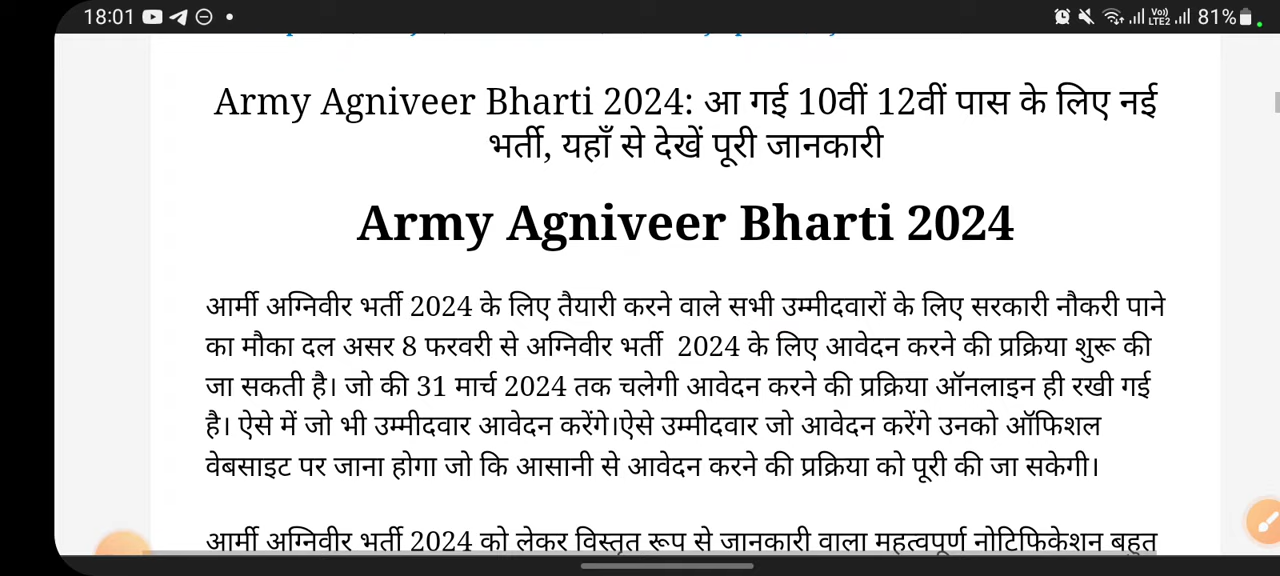 18:01 81%
Army Agniveer Bharti 2024: आ गई 10वीं 12वीं पास के लिए नई
भर्ती, यहाँ से देखें पूरी जानकारी
Army Agniveer Bharti 2024
आर्मी अग्निवीर भर्ती 2024 के लिए तैयारी करने वाले सभी उम्मीदवारों के लिए सरकारी नौकरी पाने
का मौका दल असर 8 फरवरी से अग्निवीर भर्ती 2024 के लिए आवेदन करने की प्रक्रिया शुरू की
जा सकती है। जो की 31 मार्च 2024 तक चलेगी आवेदन करने की प्रक्रिया ऑनलाइन ही रखी गई
है। ऐसे में जो भी उम्मीदवार आवेदन करेंगे।ऐसे उम्मीदवार जो आवेदन करेंगे उनको ऑफिशल
वेबसाइट पर जाना होगा जो कि आसानी से आवेदन करने की प्रक्रिया को पूरी की जा सकेगी।
आर्मी अग्निवीर भर्ती 2024 को लेकर विस्तृत रूप से जानकारी वाला महत्वपूर्ण नोटिफिकेशन बहुत